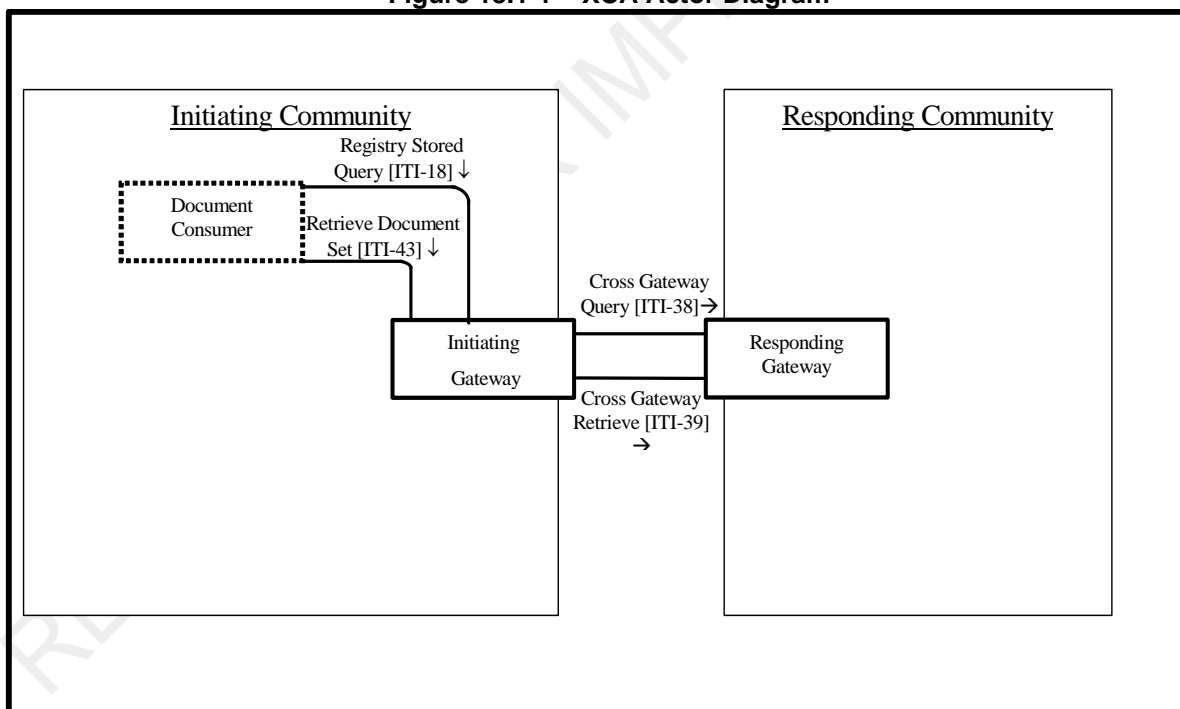 Initiating Community
Responding Community
Registry Stored
Query [ITI-18] ↓
Document
Consumer
Retrieve Document
Set [ITI-43] ↓
Cross Gateway
Query [ITI-38]→
Initiating
Gateway
Responding
Gateway
Cross Gateway
Retrieve [ITI-39]
→